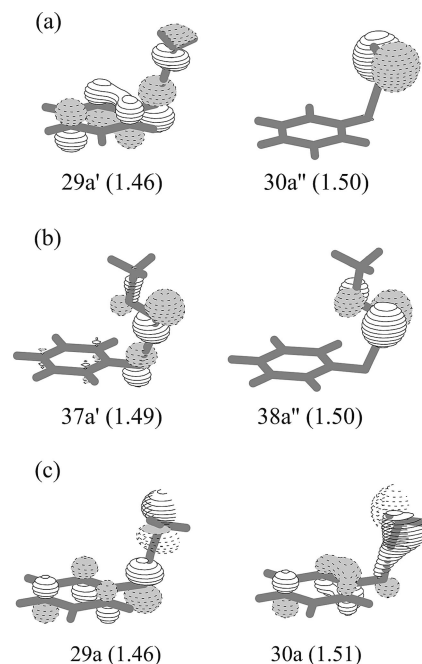 (a)
29a' (1.46) 30a'' (1.50)
(b)
37a' (1.49) 38a'' (1.50)
(c)
29a (1.46) 30a (1.51)